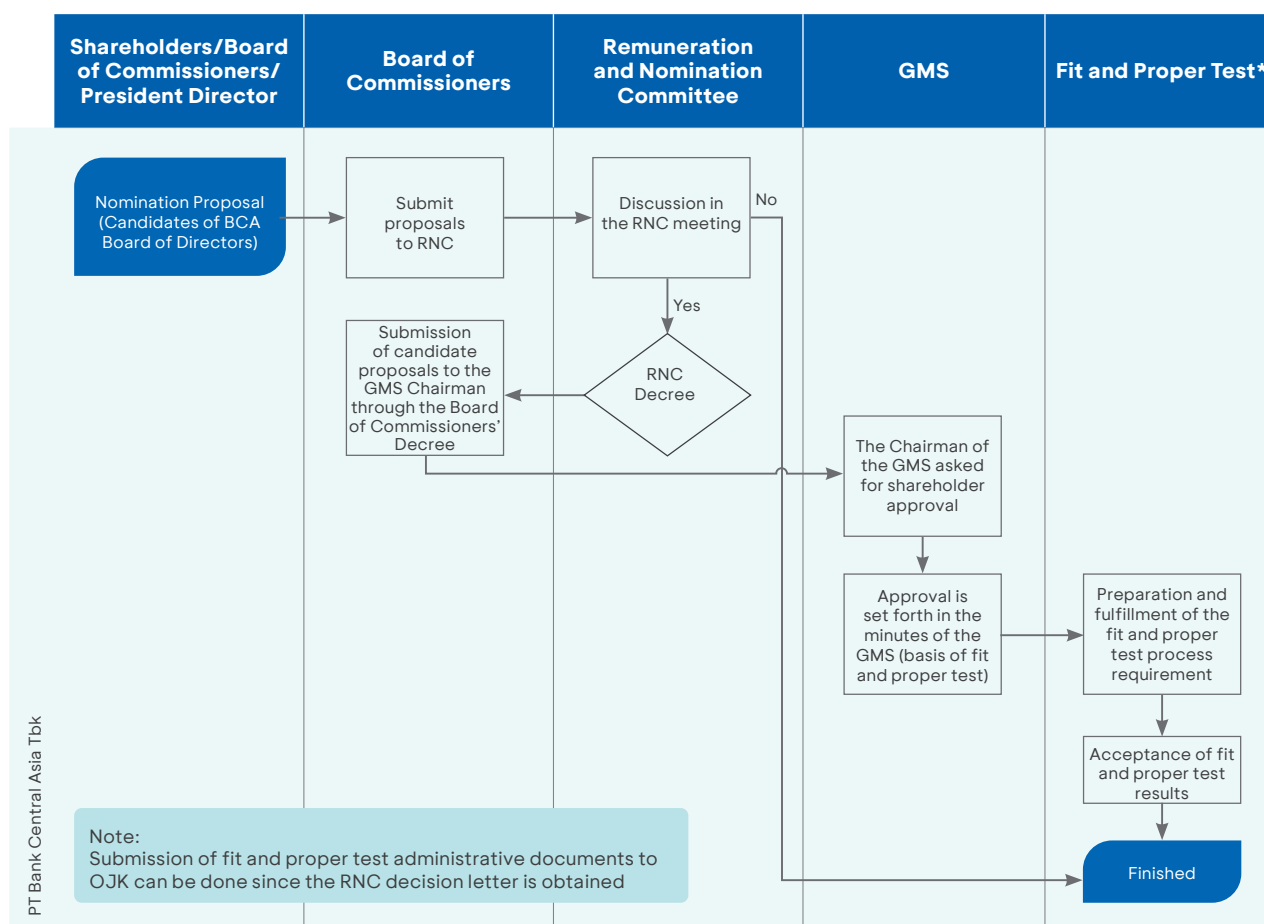 Shareholders/Board
of Commissioners/
President Director
Board of
Commissioners
Remuneration
and Nomination
Committee
GMS
Fit and Proper Test*
Nomination Proposal
(Candidates of BCA
Board of Directors)
Submit
proposals
to RNC
Discussion in
the RNC meeting
No
Yes
Submission
of candidate
proposals to the
GMS Chairman
through the Board
of Commissioners’
Decree
RNC
Decree
The Chairman of
the GMS asked
for shareholder
approval
Approval is
set forth in the
minutes of the
GMS (basis of fit
and proper test)
Preparation and
fulfillment of the
fit and proper
test process
requirement
Acceptance of fit
and proper test
results
Finished
Note:
Submission of fit and proper test administrative documents to
OJK can be done since the RNC decision letter is obtained
PT Bank Central Asia Tbk